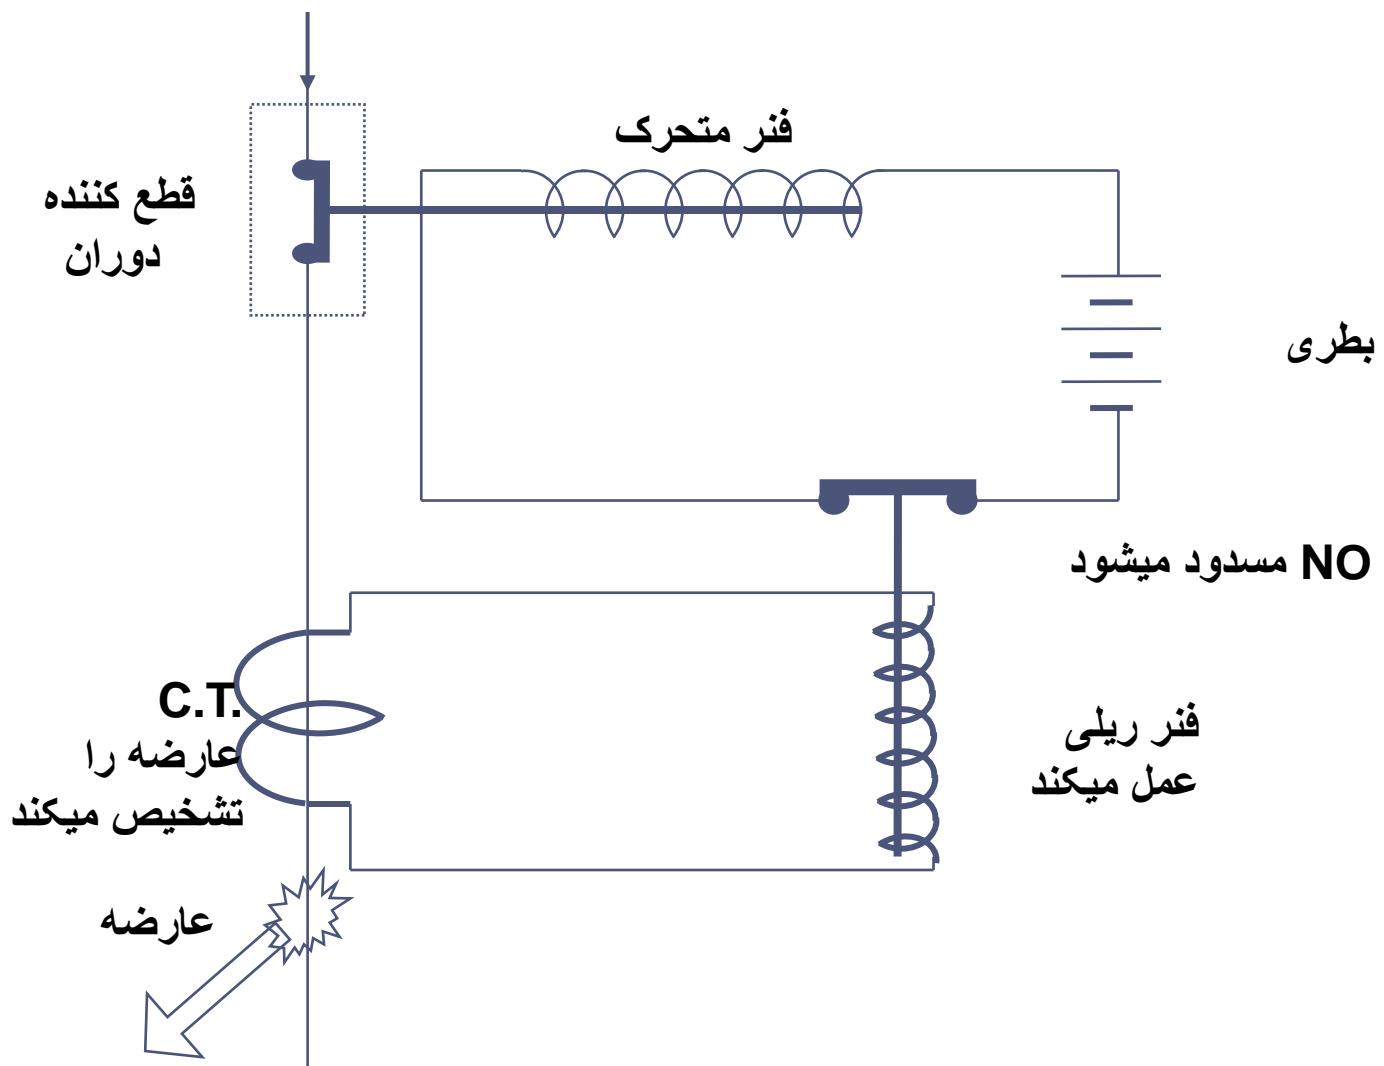 فنر متحرک
قطع کننده
دوران
بطری
NO مسدود میشود
C.T.
عارضه را
تشخیص میکند
فنر ریلی
عمل میکند
عارضه